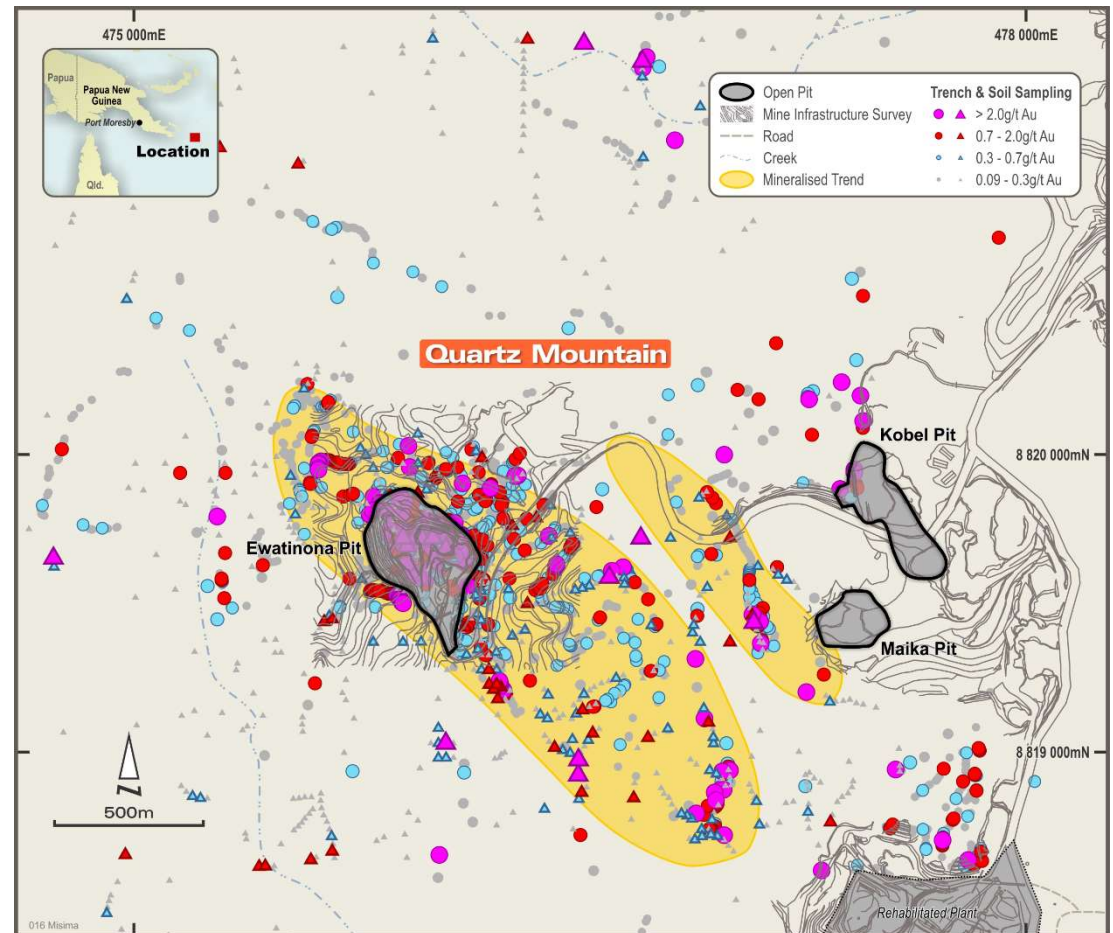 475 000mE
478 000mE
Papua
Papua New
Guinea
Port Moresby
Location
Qld.
Open Pit
Mine Infrastructure Survey
Road
Creek
Mineralised Trend
Trench & Soil Sampling
> 2.0g/t Au
0.7 - 2.0g/t Au
0.3 - 0.7g/t Au
0.09 - 0.3g/t Au
Quartz Mountain
Kobel Pit
8 820 000mN
Ewatinona Pit
Maika Pit
8 819 000mN
N
500m
Rehabilitated Plant
016 Misima